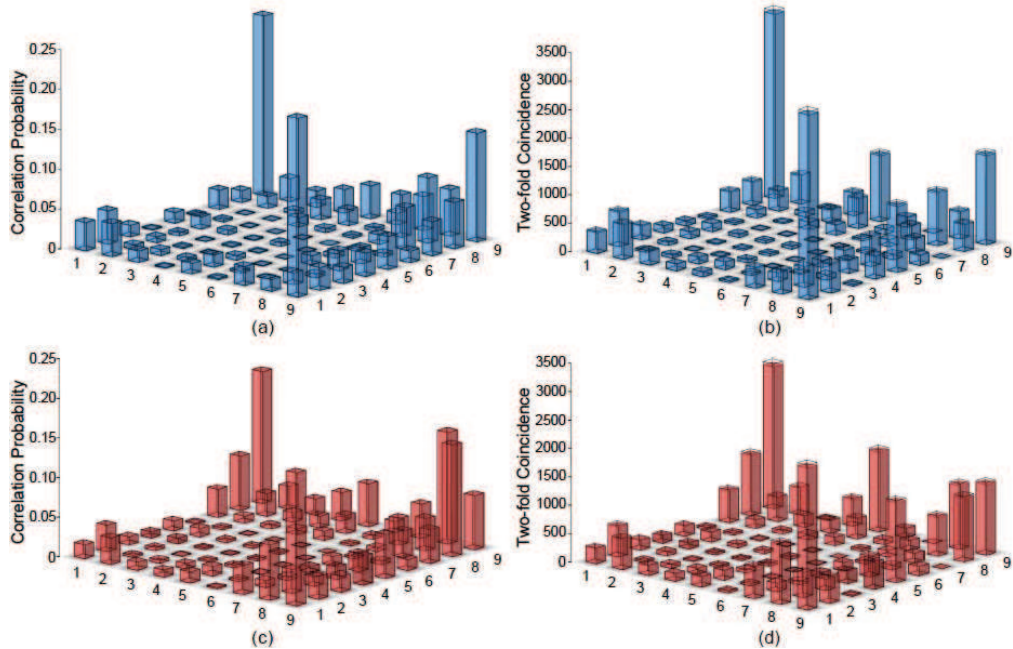 Correlation Probability
0.25
0.20
0.15
0.10
0.05
0
1 2 3 4 5 6 7 8 9
1 2 3 4 5 6 7 8 9
(a)
Two-fold Coincidence
3500
3000
2500
2000
1500
1000
500
0
1 2 3 4 5 6 7 8 9
1 2 3 4 5 6 7 8 9
(b)
Correlation Probability
0.25
0.20
0.15
0.10
0.05
0
1 2 3 4 5 6 7 8 9
1 2 3 4 5 6 7 9
(c)
Two-fold Coincidence
3500
3000
2500
2000
1500
1000
500
0
1 2 3 4 5 6 7 8 9
1 2 3 4 5 6 7 8 9
(d)